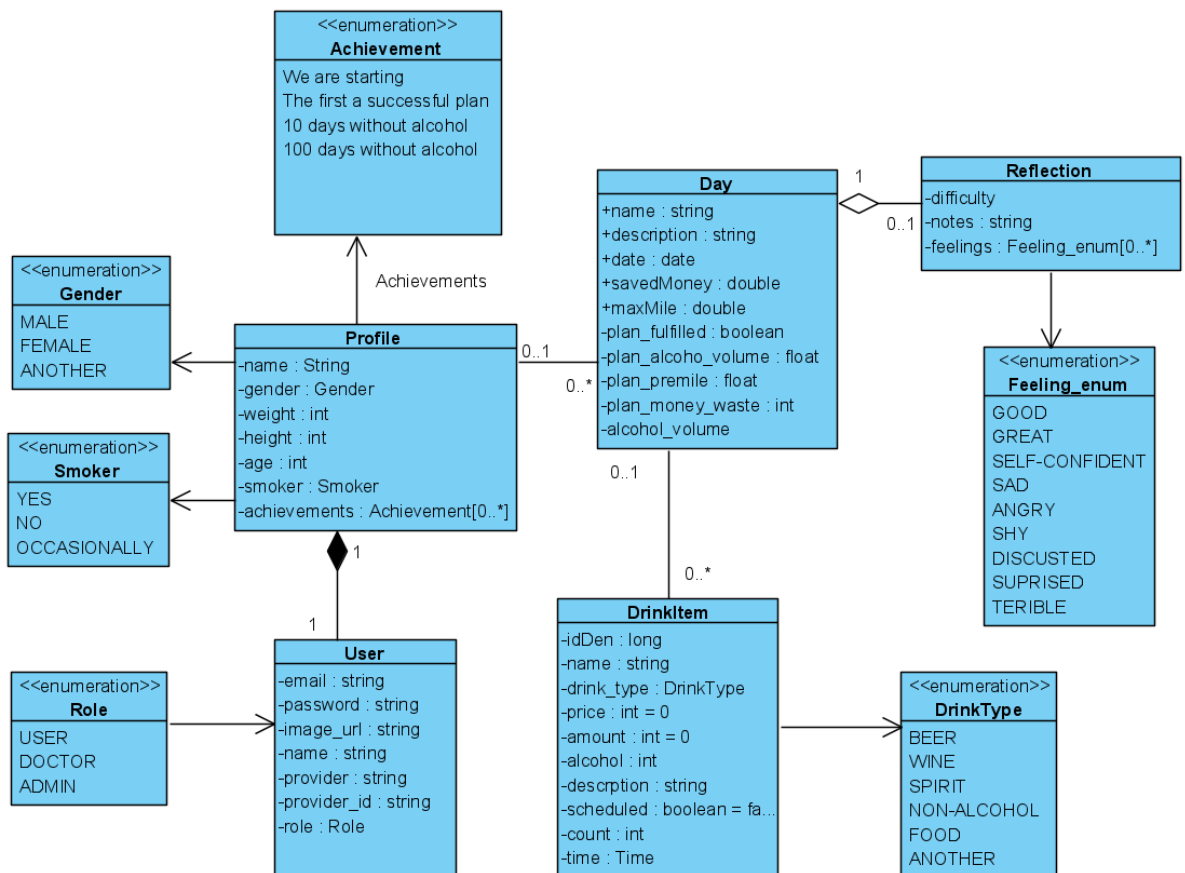 <<enumeration>>
Achievement
We are starting
The first a successful plan
10 days without alcohol
100 days without alcohol
Achievements
<<enumeration>>
Gender
MALE
FEMALE
ANOTHER
<<enumeration>>
Smoker
YES
NO
OCCASIONALLY
Profile
-name : String
-gender : Gender
-weight : int
-height : int
-age : int
-smoker : Smoker
-achievements : Achievement[0..*]
0..1
0..*
1
1
Day
+name : string
+description : string
+date : date
+savedMoney : double
+maxMile : double
-plan_fulfilled : boolean
-plan_alcoho_volume : float
-plan_premile : float
-plan_money_waste : int
-alcohol_volume
1
0..1
Reflection
-difficulty
-notes : string
-feelings : Feeling_enum[0..*]
<<enumeration>>
Feeling_enum
GOOD
GREAT
SELF-CONFIDENT
SAD
ANGRY
SHY
DISCUSTED
SUPRISED
TERIBLE
0..1
0..*
<<enumeration>>
Role
USER
DOCTOR
ADMIN
User
-email : string
-password : string
-image_url : string
-name : string
-provider : string
-provider_id : string
-role : Role
DrinkItem
-idDen : long
-name : string
-drink_type : DrinkType
-price : int = 0
-amount : int = 0
-alcohol : int
-descrption : string
-scheduled : boolean = fa...
-count : int
-time : Time
<<enumeration>>
DrinkType
BEER
WINE
SPIRIT
NON-ALCOHOL
FOOD
ANOTHER